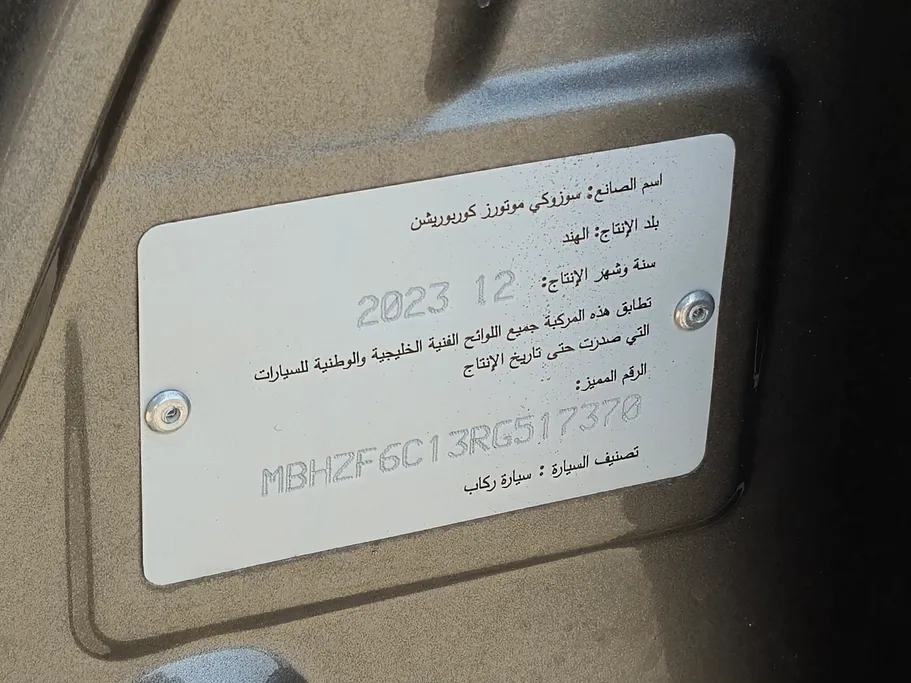 اسم الصانع: سوزوكي موتورز كوربوريشن
بلد الإنتاج: الهند
سنة وشهر الإنتاج: 2023 12
تطابق هذه المركبة جميع اللوائح الفنية الخليجية والوطنية للسيارات
التي صدرت حتى تاريخ الإنتاج
الرقم المميز:
MBHZF6C13RG517370
تصنيف السيارة : سيارة ركاب